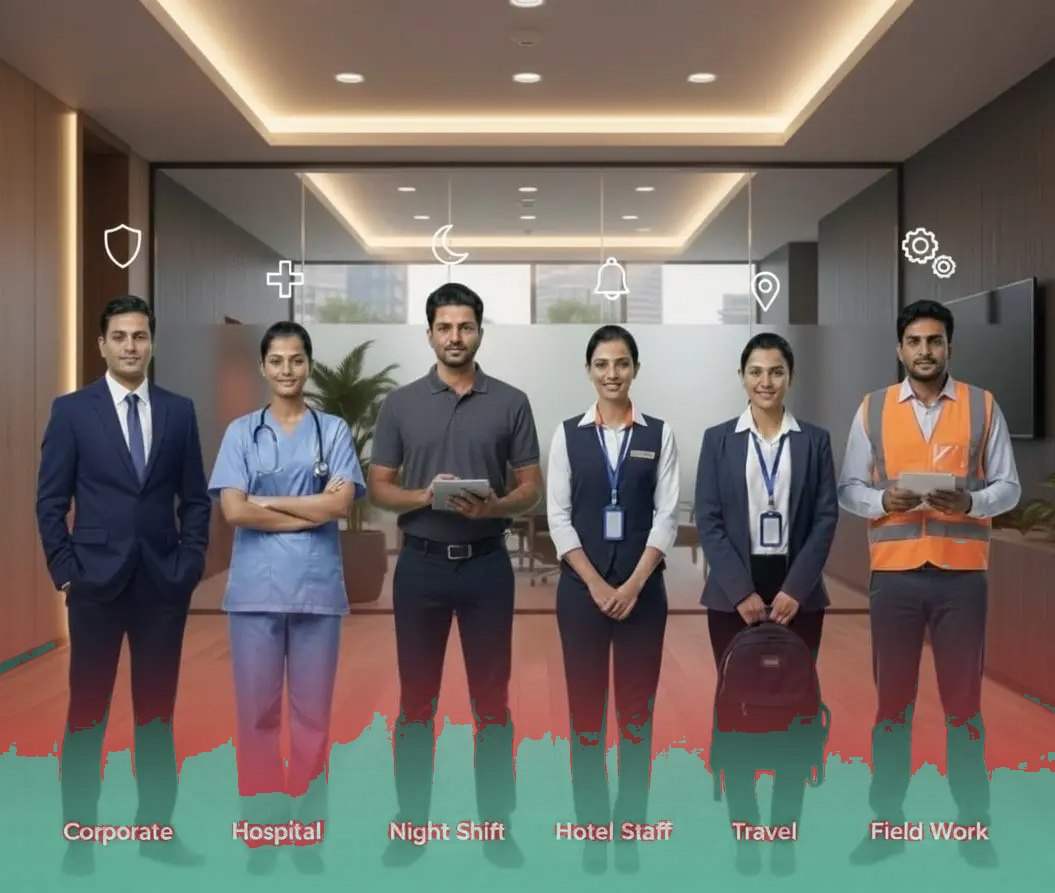 Corporate
Hospital
Night Shift
Hotel Staff
Travel
Field Work